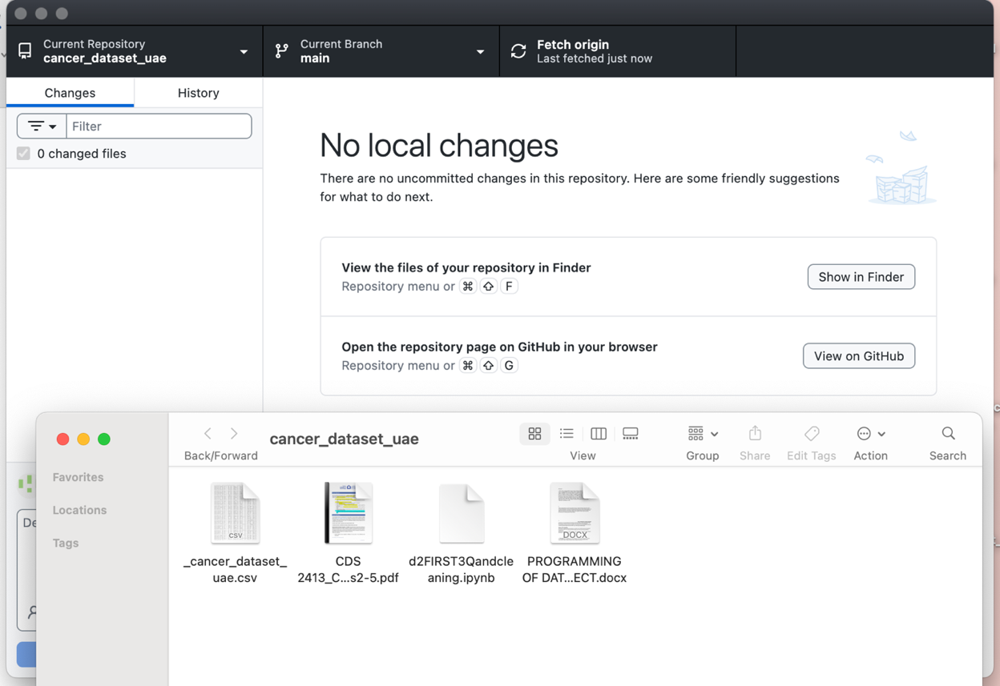 Current Repository
cancer_dataset_uae
Current Branch
main
Fetch origin
Last fetched just now
Changes
History
Filter
0 changed files
No local changes
There are no uncommitted changes in this repository. Here are some friendly suggestions
for what to do next.
View the files of your repository in Finder
Repository menu or ⌘ ⇧ F
Show in Finder
Open the repository page on GitHub in your browser
Repository menu or ⌘ ⇧ G
View on GitHub
De
Favorites
Locations
Tags
Back/Forward
cancer_dataset_uae
View
Group
Share
Edit Tags
Action
Search
CSV
_cancer_dataset_
uae.csv
CDS
2413_C...s2-5.pdf
d2FIRST3Qandcle
aning.ipynb
DOCX
PROGRAMMING
OF DAT...ECT.docx